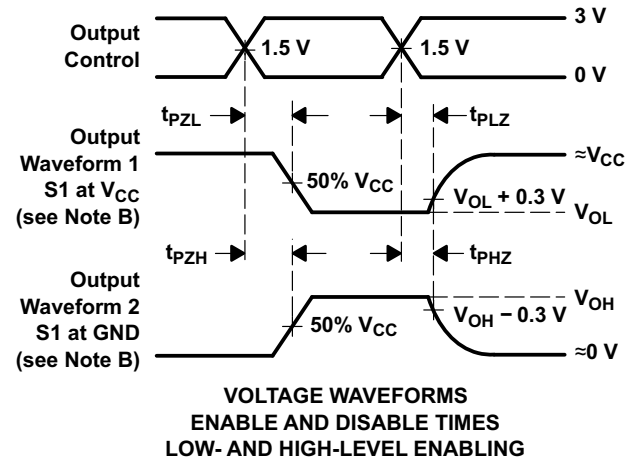 Output
Control
1.5 V
1.5 V
3 V
0 V
tPZL
tPLZ
Output
Waveform 1
S1 at VCC
(see Note B)
50% VCC
≈VCC
VOL + 0.3 V
VOL
tPZH
tPHZ
Output
Waveform 2
S1 at GND
(see Note B)
50% VCC
VOH
VOH − 0.3 V
≈0 V
VOLTAGE WAVEFORMS
ENABLE AND DISABLE TIMES
LOW- AND HIGH-LEVEL ENABLING